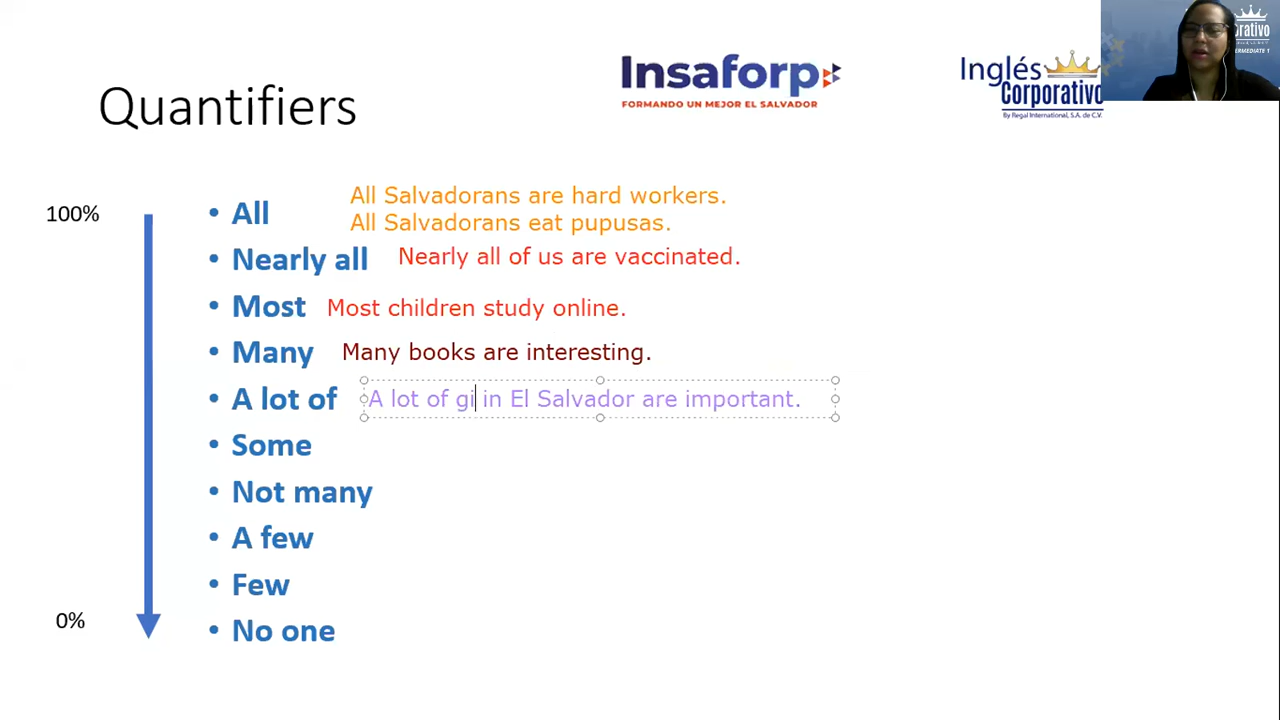 Quantifiers
Insaforp
FORMANDO UN MEJOR EL SALVADOR
Inglés
Corporativo
By Regal International, S.A. de C.V.
100%
• All
All Salvadorans are hard workers.
All Salvadorans eat pupusas.
• Nearly all
Nearly all of us are vaccinated.
• Most
Most children study online.
• Many
Many books are interesting.
• A lot of
A lot of gi in El Salvador are important.
• Some
• Not many
• A few
• Few
0%
• No one